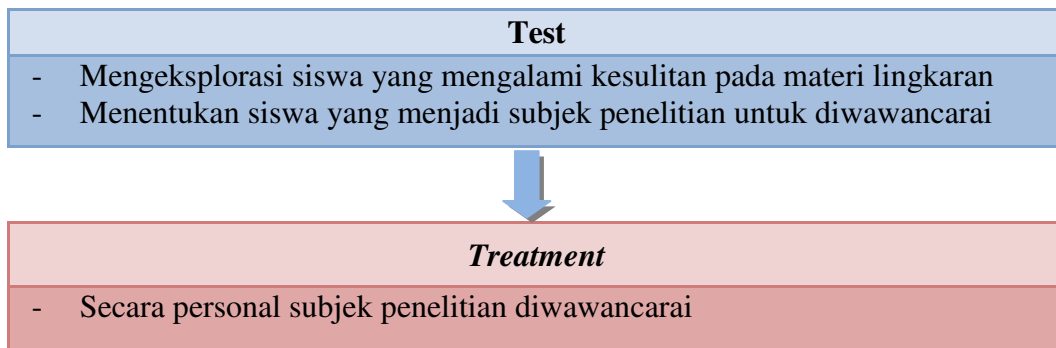 Test
- Mengeksplorasi siswa yang mengalami kesulitan pada materi lingkaran
- Menentukan siswa yang menjadi subjek penelitian untuk diwawancarai
Treatment
- Secara personal subjek penelitian diwawancarai